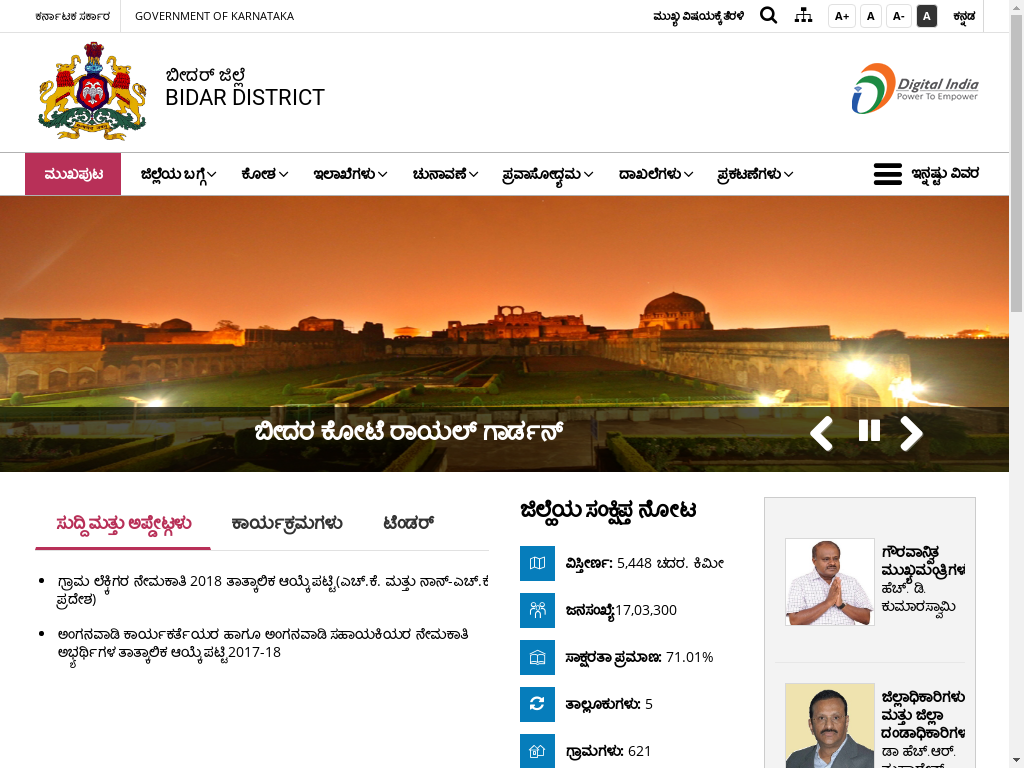 ಕರ್ನಾಟಕ ಸರ್ಕಾರ GOVERNMENT OF KARNATAKA ಮುಖ್ಯ ವಿಷಯಕ್ಕೆ ತೆರಳಿ A+ A A- A ಕನ್ನಡ
ಬೀದರ್ ಜಿಲ್ಲೆ
BIDAR DISTRICT
Digital India
Power To Empower
ಮುಖಪುಟ ಜಿಲ್ಲೆಯ ಬಗ್ಗೆ ಕೋಶ ಇಲಾಖೆಗಳು ಚುನಾವಣೆ ಪ್ರವಾಸೋದ್ಯಮ ದಾಖಲೆಗಳು ಪ್ರಕಟಣೆಗಳು ಇನ್ನಷ್ಟು ವಿವರ
ಬೀದರ ಕೋಟೆ ರಾಯಲ್ ಗಾರ್ಡನ್
ಸುದ್ದಿ ಮತ್ತು ಅಪ್ಡೇಟ್ಗಳು ಕಾರ್ಯಕ್ರಮಗಳು ಟೆಂಡರ್
ಗ್ರಾಮ ಲೆಕ್ಕಿಗರ ನೇಮಕಾತಿ 2018 ತಾತ್ಕಾಲಿಕ ಆಯ್ಕೆ ಪಟ್ಟಿ (ಎಚ್.ಕೆ. ಮತ್ತು ನಾನ್-ಎಚ್.ಕೆ
ಪ್ರದೇಶ)
ಅಂಗನವಾಡಿ ಕಾರ್ಯಕರ್ತೆಯರ ಹಾಗೂ ಅಂಗನವಾಡಿ ಸಹಾಯಕಿಯರ ನೇಮಕಾತಿ
ಅಭ್ಯರ್ಥಿಗಳ ತಾತ್ಕಾಲಿಕ ಆಯ್ಕೆ ಪಟ್ಟಿ 2017-18
ಜಿಲ್ಲೆಯ ಸಂಕ್ಷಿಪ್ತ ನೋಟ
ವಿಸ್ತೀರ್ಣ: 5,448 ಚದರ. ಕಿಮೀ
ಜನಸಂಖ್ಯೆ:17,03,300
ಸಾಕ್ಷರತಾ ಪ್ರಮಾಣ: 71.01%
ತಾಲ್ಲೂಕುಗಳು: 5
ಗ್ರಾಮಗಳು: 621
ಗೌರವಾನ್ವಿತ
ಮುಖ್ಯಮಂತ್ರಿಗಳ
ಹೆಚ್. ಡಿ.
ಕುಮಾರಸ್ವಾಮಿ
ಜಿಲ್ಲಾಧಿಕಾರಿಗಳು
ಮತ್ತು ಜಿಲ್ಲಾ
ದಂಡಾಧಿಕಾರಿಗಳ
ಡಾ ಹೆಚ್.ಆರ್.